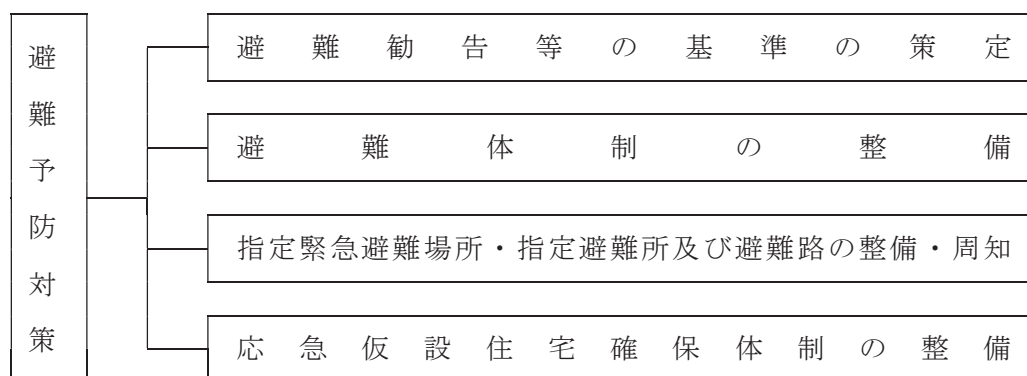 避難予防対策
避難勧告等の基準の策定
避難体制の整備
指定緊急避難場所・指定避難所及び避難路の整備・周知
応急仮設住宅確保体制の整備